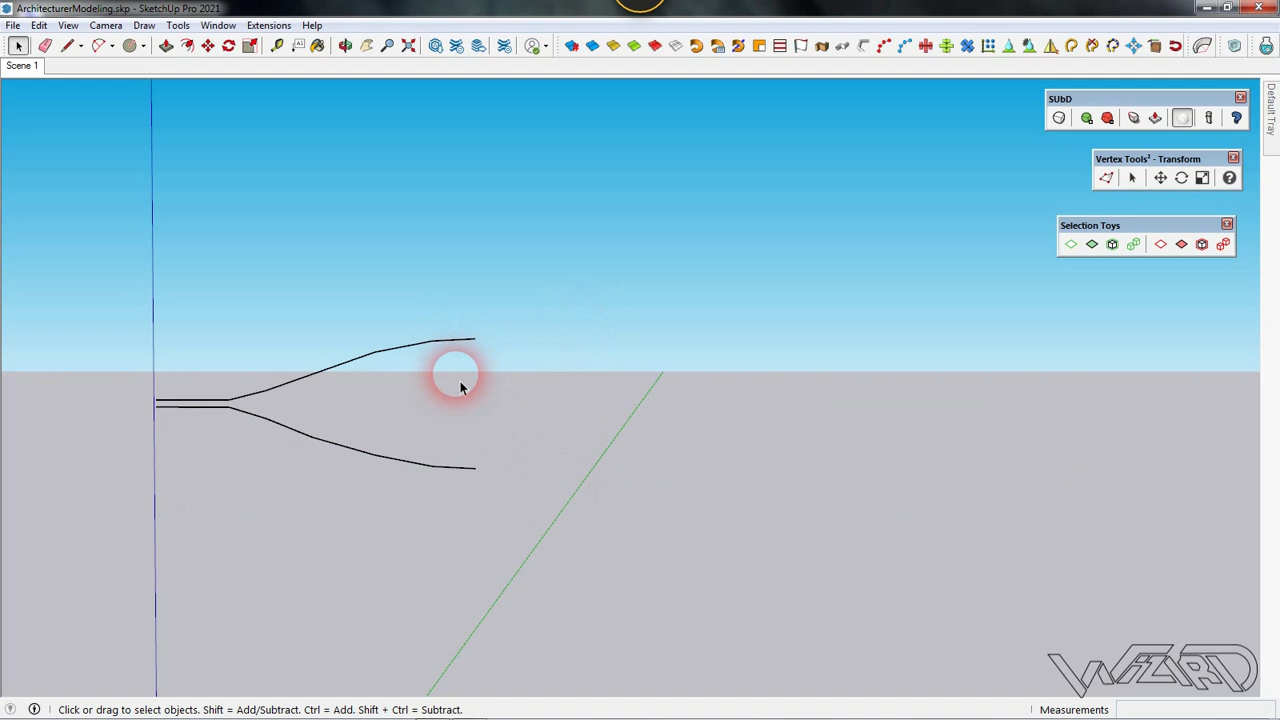 ArchitecturerModeling.skp - SketchUp Pro 2021
File Edit View Camera Draw Tools Window Extensions Help
Scene 1
SUbD
Vertex Tools² - Transform
Selection Toys
Default Tray
WIZARD
Click or drag to select objects. Shift = Add/Subtract. Ctrl = Add. Shift + Ctrl = Subtract.
Measurements